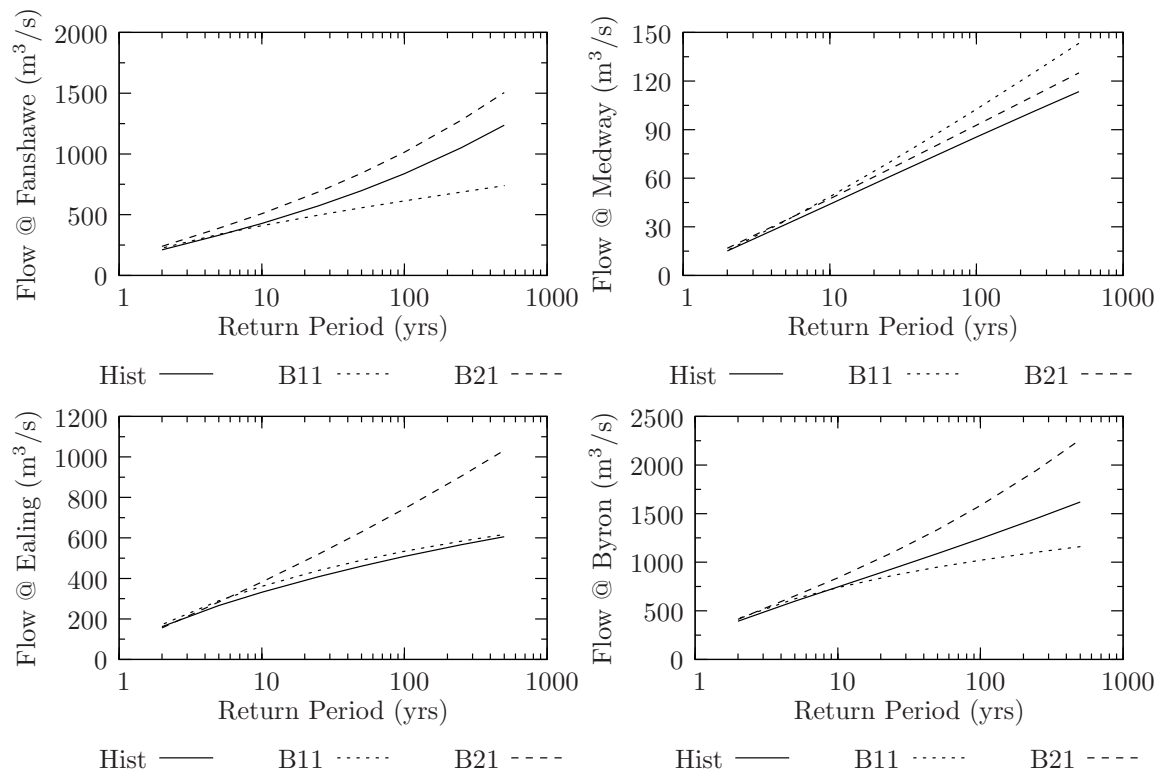 Flow @ Fanshawe (m³/s)
2000
1500
1000
500
0
1 10 100 1000
Return Period (yrs)
Hist B11 B21
Flow @ Medway (m³/s)
150
120
90
60
30
0
1 10 100 1000
Return Period (yrs)
Hist B11 B21
Flow @ Ealing (m³/s)
1200
1000
800
600
400
200
0
1 10 100 1000
Return Period (yrs)
Hist B11 B21
Flow @ Byron (m³/s)
2500
2000
1500
1000
500
0
1 10 100 1000
Return Period (yrs)
Hist B11 B21